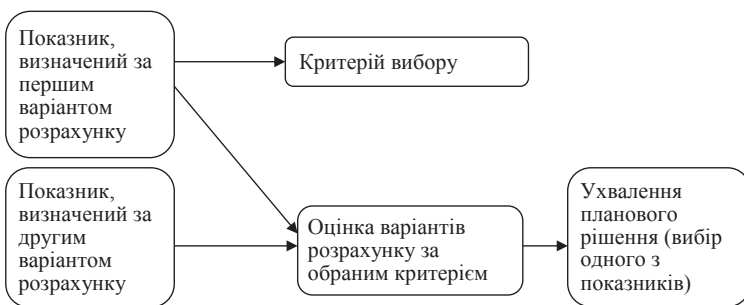 Показник,
визначений за
першим
варіантом
розрахунку
Критерій вибору
Показник,
визначений за
другим
варіантом
розрахунку
Оцінка варіантів
розрахунку за
обраним критерієм
Ухвалення
планового
рішення (вибір
одного з
показників)